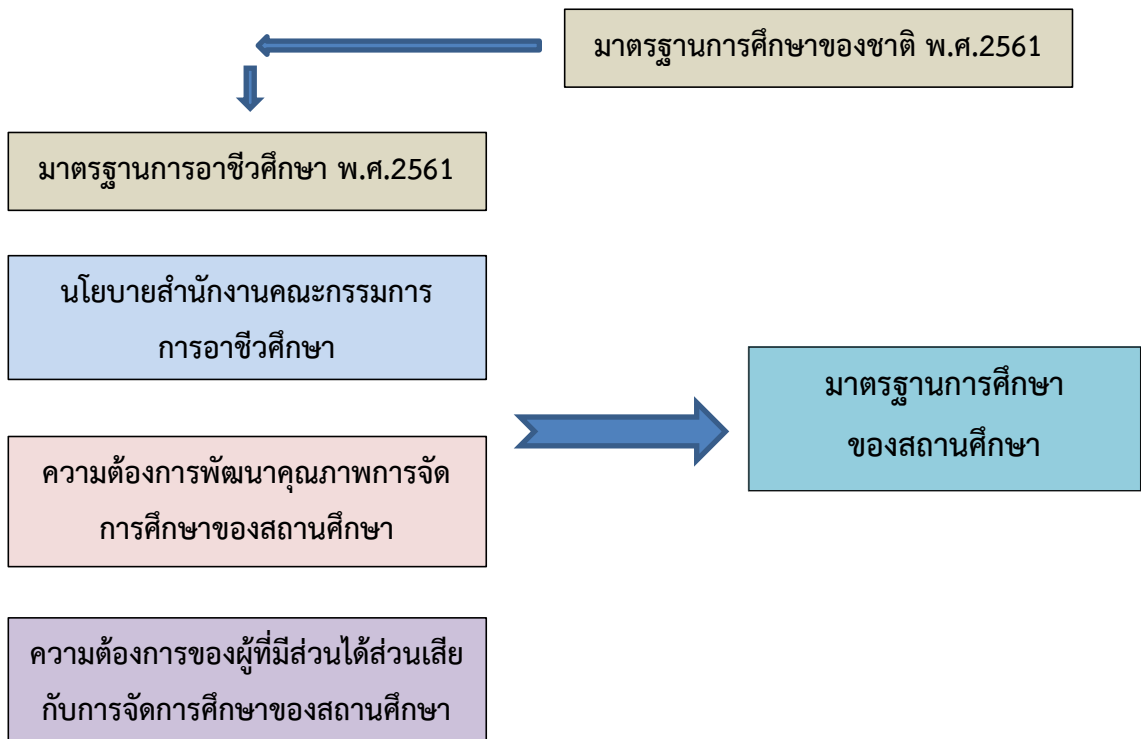 มาตรฐานการศึกษาของชาติ พ.ศ.2561
มาตรฐานการอาชีวศึกษา พ.ศ.2561
นโยบายสำนักงานคณะกรรมการ
การอาชีวศึกษา
มาตรฐานการศึกษา
ของสถานศึกษา
ความต้องการพัฒนาคุณภาพการจัด
การศึกษาของสถานศึกษา
ความต้องการของผู้ที่มีส่วนได้ส่วนเสีย
กับการจัดการศึกษาของสถานศึกษา